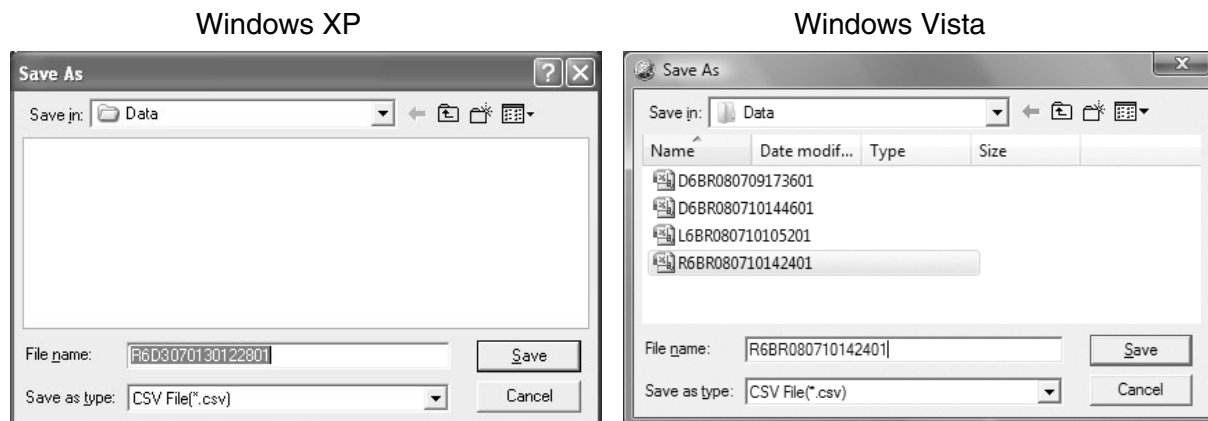 Windows XP
Save As
Save in: Data
File name: R6D3070130122801
Save
Save as type: CSV File(*.csv)
Cancel
Windows Vista
Save As
Save in: Data
Name Date modif... Type Size
D6BR080709173601
D6BR080710144601
L6BR080710105201
R6BR080710142401
File name: R6BR080710142401
Save
Save as type: CSV File(*.csv)
Cancel